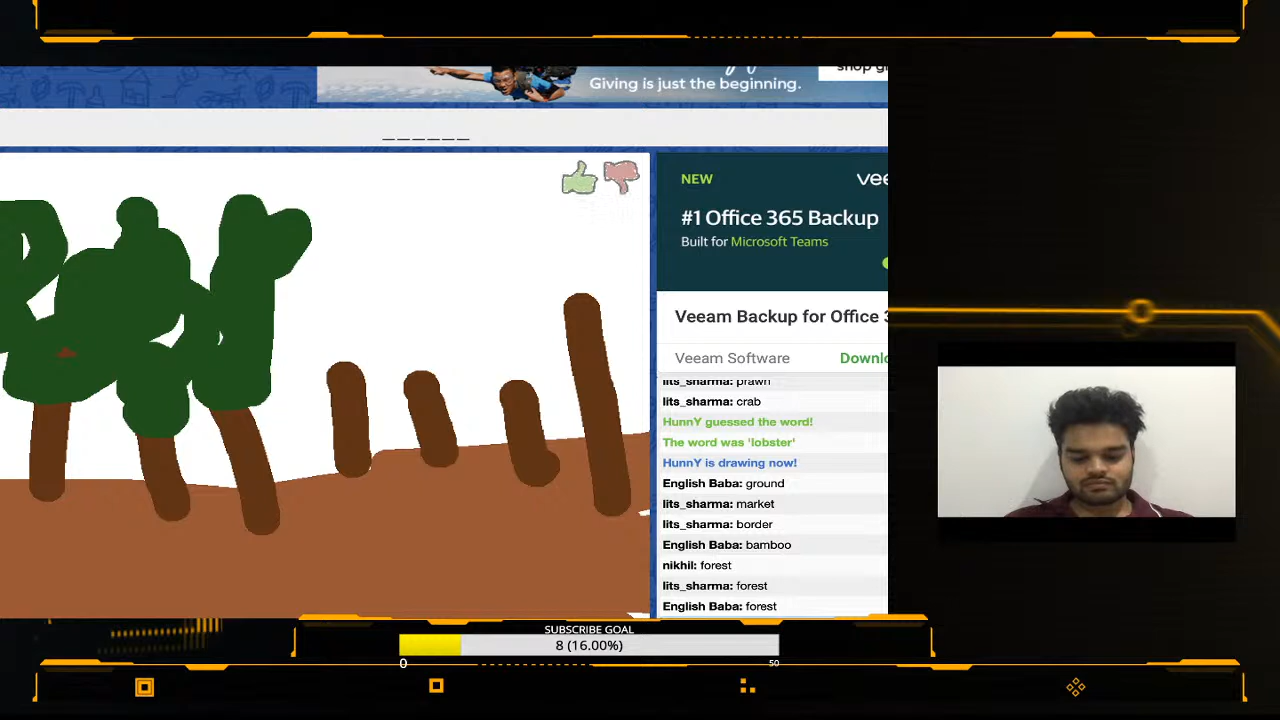 Giving is just the beginning.
______
NEW
#1 Office 365 Backup
Built for Microsoft Teams
Veeam Backup for Office
Veeam Software
lits_sharma: prawn
lits_sharma: crab
HunnY guessed the word!
The word was 'lobster'
HunnY is drawing now!
English Baba: ground
lits_sharma: market
lits_sharma: border
English Baba: bamboo
nikhil: forest
lits_sharma: forest
English Baba: forest
SUBSCRIBE GOAL
8 (16.00%)
0
50